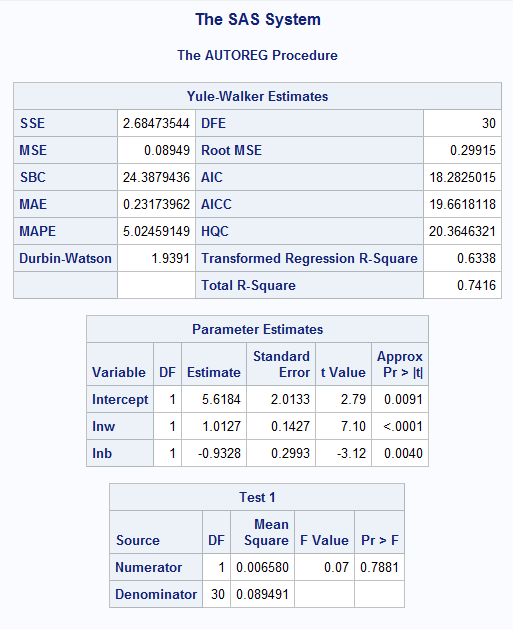 The SAS System
The AUTOREG Procedure
Yule-Walker Estimates
SSE 2.68473544 DFE 30
MSE 0.08949 Root MSE 0.29915
SBC 24.3879436 AIC 18.2825015
MAE 0.23173962 AICC 19.6618118
MAPE 5.02459149 HQC 20.3646321
Durbin-Watson 1.9391 Transformed Regression R-Square 0.6338
Total R-Square 0.7416
Parameter Estimates
Variable DF Estimate Standard Error t Value Approx Pr > |t|
Intercept 1 5.6184 2.0133 2.79 0.0091
lnw 1 1.0127 0.1427 7.10 <.0001
lnb 1 -0.9328 0.2993 -3.12 0.0040
Test 1
Source DF Mean Square F Value Pr > F
Numerator 1 0.006580 0.07 0.7881
Denominator 30 0.089491